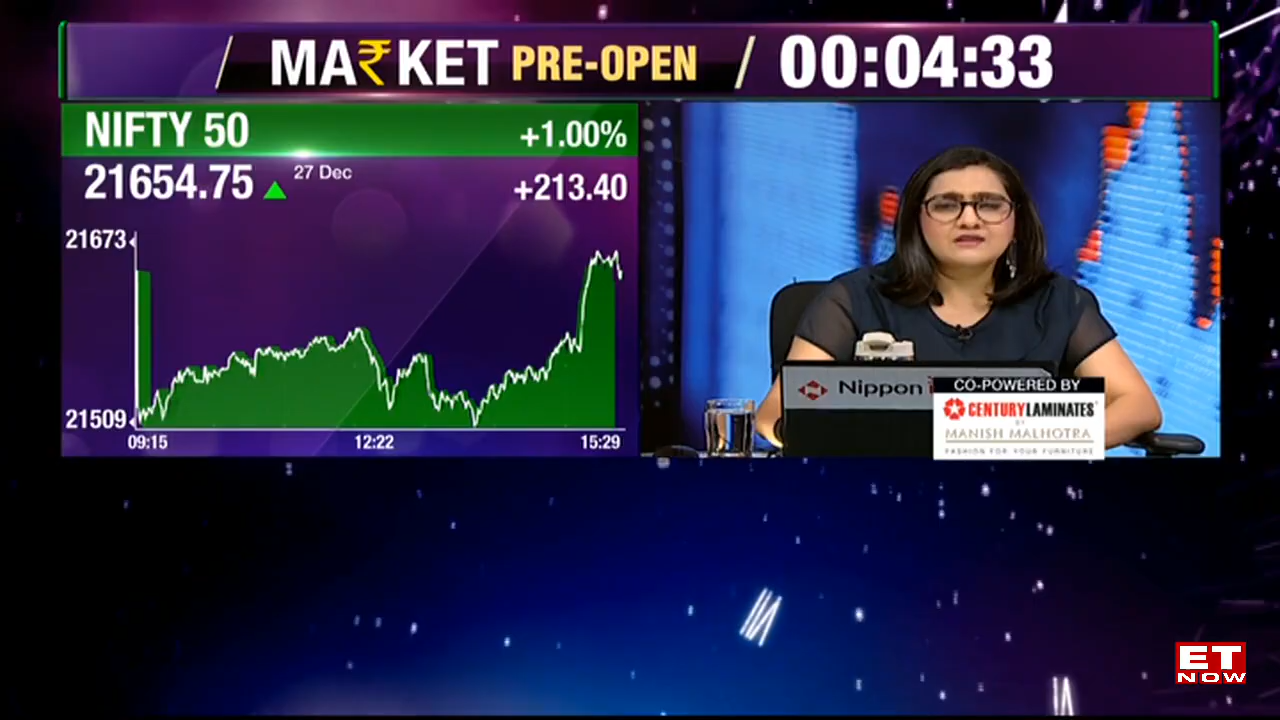 MA₹KET PRE-OPEN 00:04:33
NIFTY 50 +1.00%
21654.75 27 Dec +213.40
21673
21509
09:15 12:22 15:29
Nippon
CO-POWERED BY
CENTURYLAMINATES
BY
MANISH MALHOTRA
FASHION FOR YOUR FURNITURE
ET
NOW